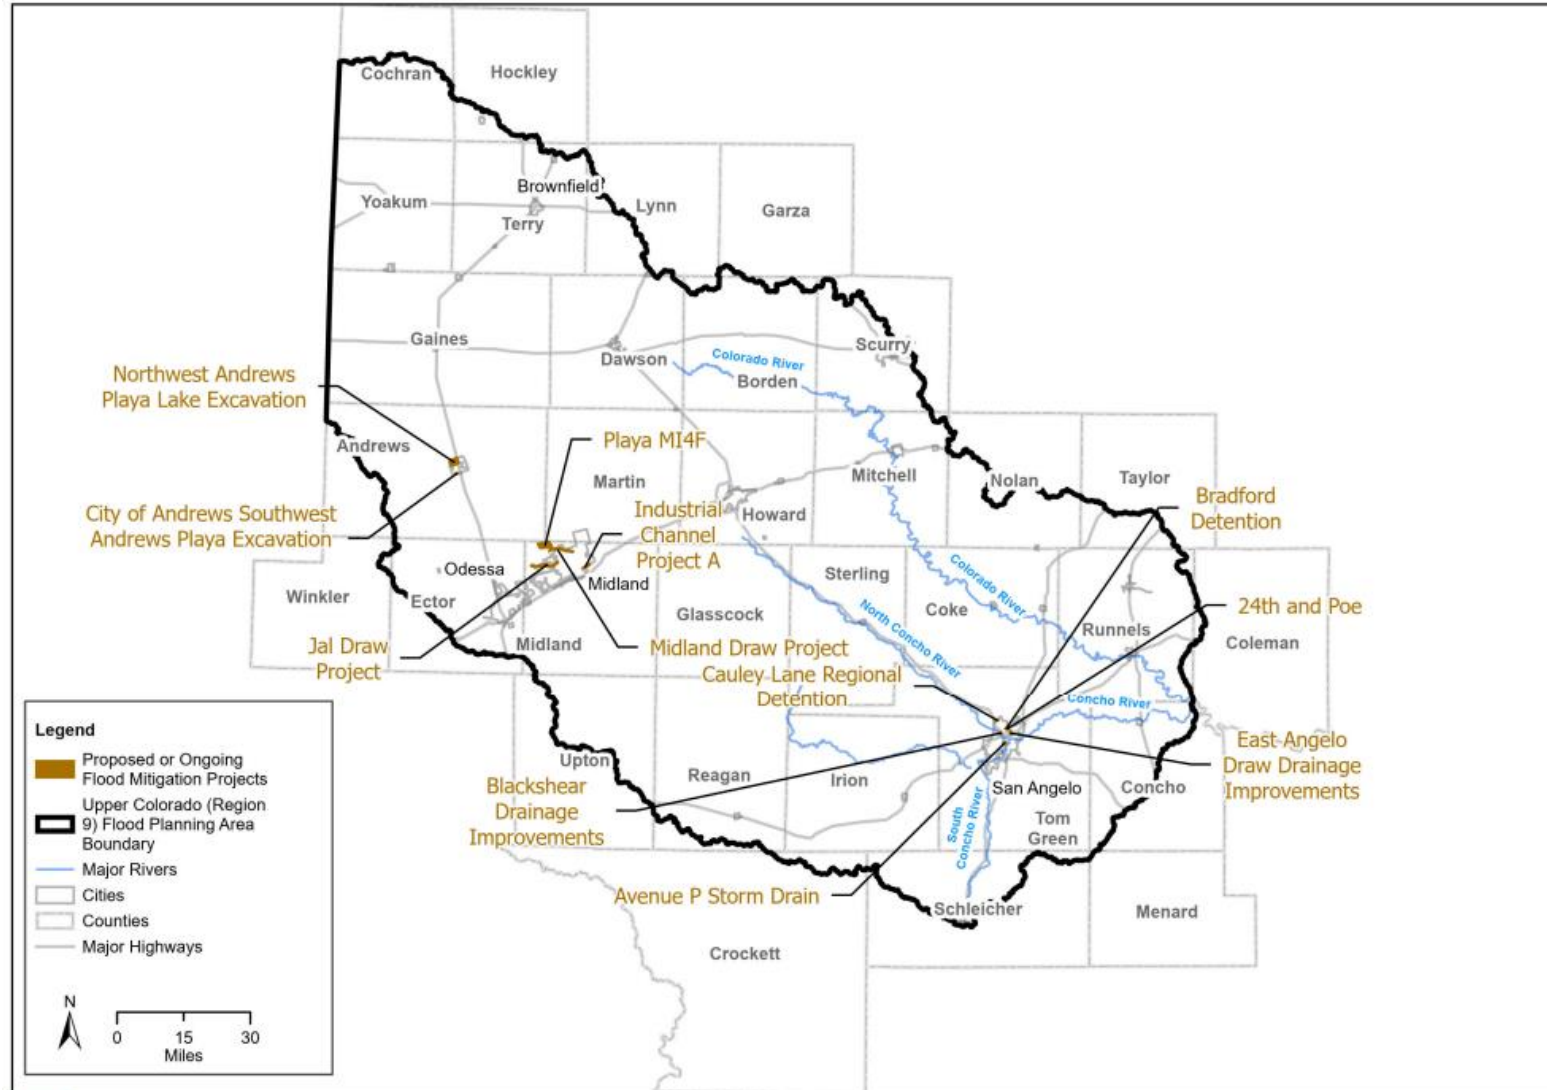 Cochran
Hockley
Brownfield
Yoakum
Lynn
Garza
Terry
Gaines
Dawson
Colorado River
Borden
Scurry
Northwest Andrews
Playa Lake Excavation
Andrews
Playa MI4F
Martin
Mitchell
Nolan
Taylor
Bradford
Detention
City of Andrews Southwest
Andrews Playa Excavation
Industrial
Channel
Project A
Howard
Odessa
Midland
Winkler
Ector
Glasscock
Sterling
Coke
Colorado River
North Concho River
24th and Poe
Runnels
Coleman
Jal Draw
Project
Midland
Midland Draw Project
Cauley Lane Regional
Detention
Concho River
East Angelo
Draw Drainage
Improvements
Upton
Reagan
Irion
San Angelo
Concho
Blackshear
Drainage
Improvements
South
Concho River
Tom
Green
Avenue P Storm Drain
Schleicher
Menard
Crockett
Legend
Proposed or Ongoing
Flood Mitigation Projects
Upper Colorado (Region
9) Flood Planning Area
Boundary
Major Rivers
Cities
Counties
Major Highways
N
0 15 30
Miles